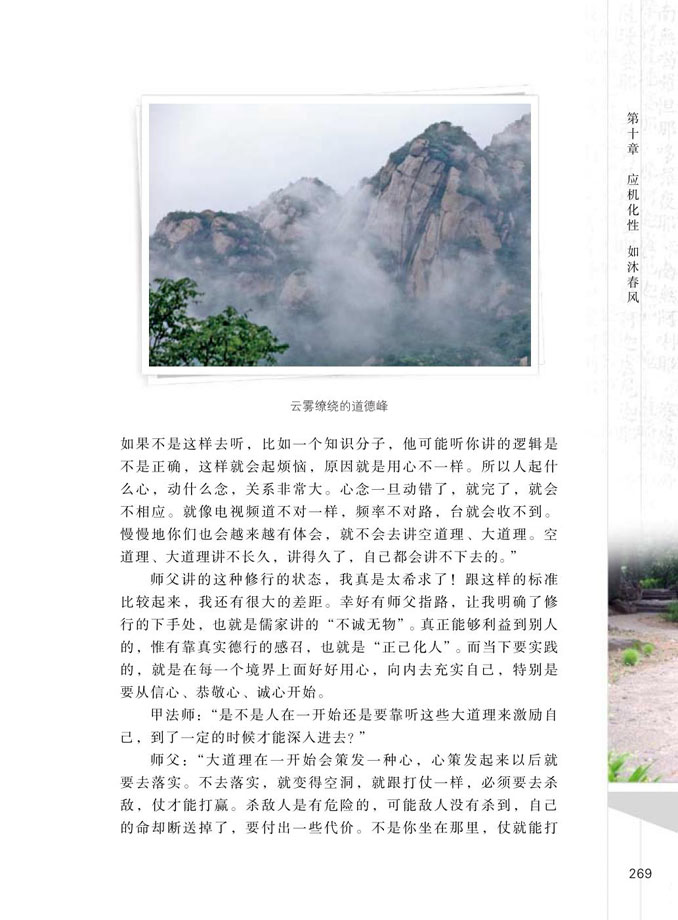 第十章 应机化性 如沐春风
云雾缭绕的道德峰
如果不是这样去听，比如一个知识分子，他可能听你讲的逻辑是
不是正确，这样就会起烦恼，原因就是用心不一样。所以人起什
么心，动什么念，关系非常大。心念一旦动错了，就完了，就会
不相应。就像电视频道不对一样，频率不对路，台就会收不到。
慢慢地你们也会越来越有体会，就不会去讲空道理、大道理。空
道理、大道理讲不长久，讲得久了，自己都会讲不下去的。”
师父讲的这种修行的状态，我真是太希求了！跟这样的标准
比较起来，我还有很大的差距。幸好有师父指路，让我明确了修
行的下手处，也就是儒家讲的“不诚无物”。真正能够利益到别人
的，惟有靠真实德行的感召，也就是“正己化人”。而当下要实践
的，就是在每一个境界上面好好用心，向内去充实自己，特别是
要从信心、恭敬心、诚心开始。
甲法师：“是不是人在一开始还是要靠听这些大道理来激励自
己，到了一定的时候才能深入进去？”
师父：“大道理在一开始会策发一种心，心策发起来以后就
要去落实。不去落实，就变得空洞，就跟打仗一样，必须要去杀
敌，仗才能打赢。杀敌人是有危险的，可能敌人没有杀到，自己
的命却断送掉了，要付出一些代价。不是你坐在那里，仗就能打
269